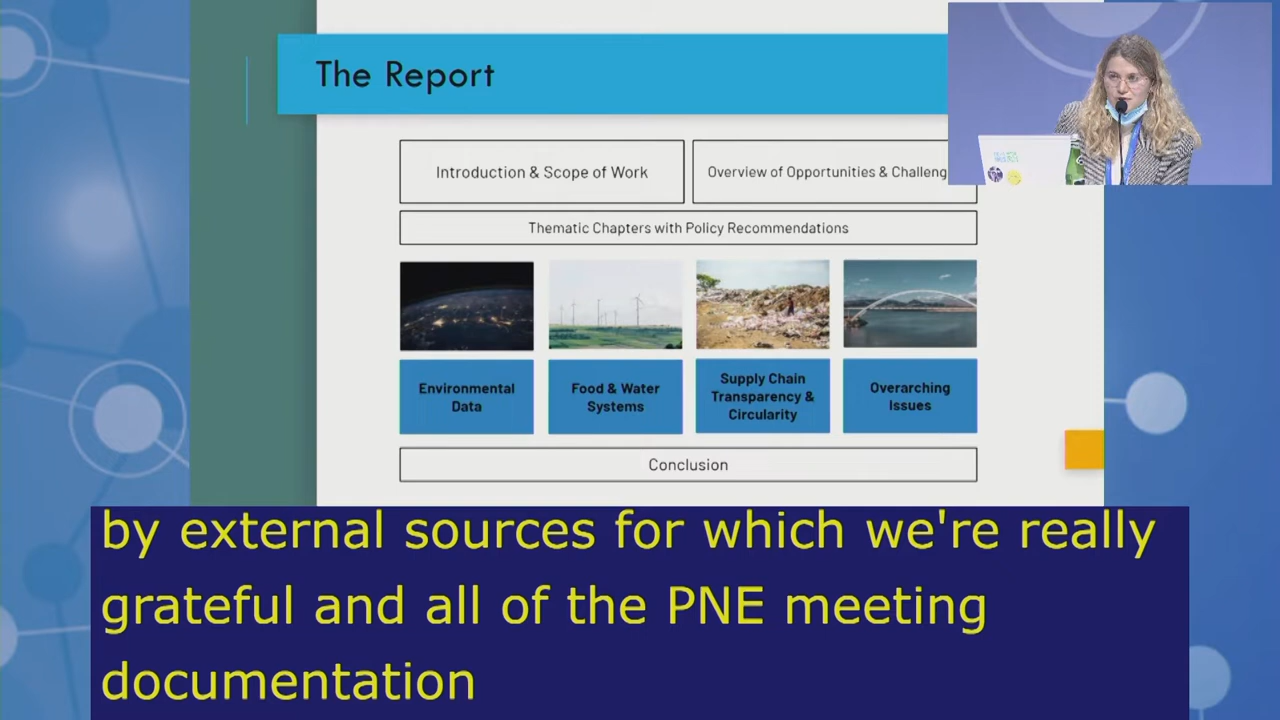 The Report
Introduction & Scope of Work
Overview of Opportunities & Challeng
Thematic Chapters with Policy Recommendations
Environmental
Data
Food & Water
Systems
Supply Chain
Transparency &
Circularity
Overarching
Issues
Conclusion
by external sources for which we're really
grateful and all of the PNE meeting
documentation